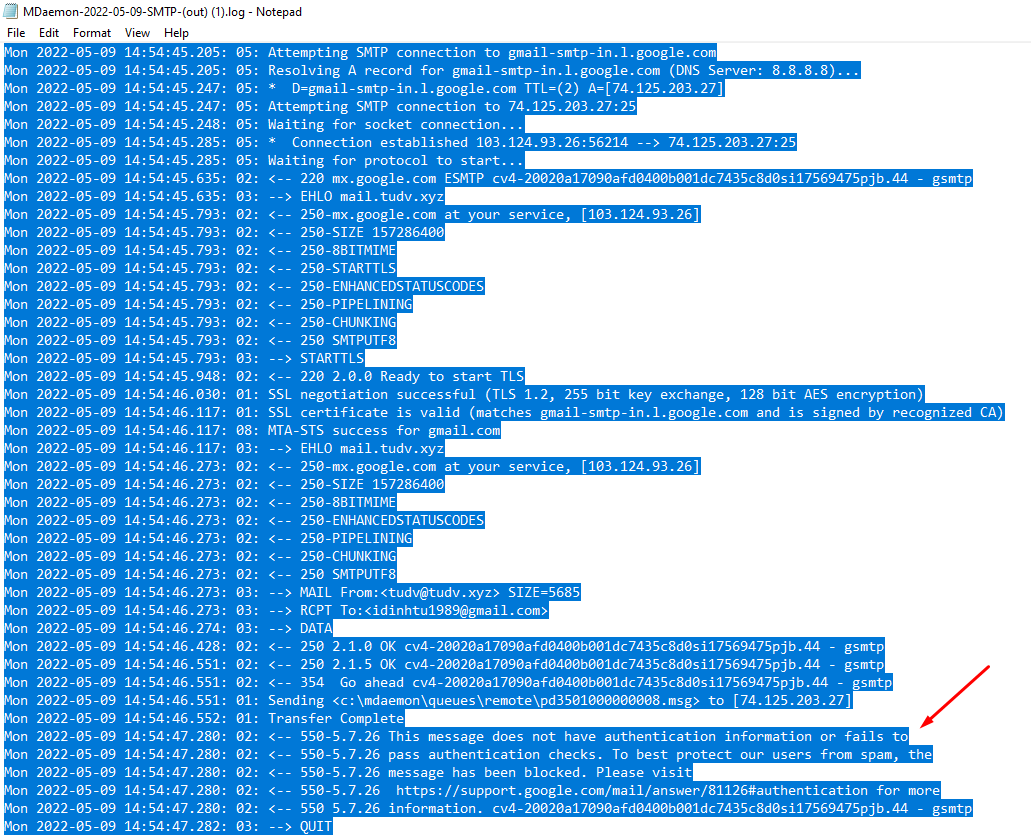 MDaemon-2022-05-09-SMTP-(out) (1).log - Notepad
File Edit Format View Help
Mon 2022-05-09 14:54:45.205: 05: Attempting SMTP connection to gmail-smtp-in.l.google.com
Mon 2022-05-09 14:54:45.205: 05: Resolving A record for gmail-smtp-in.l.google.com (DNS Server: 8.8.8.8)...
Mon 2022-05-09 14:54:45.247: 05: *  D=gmail-smtp-in.l.google.com TTL=(2) A=[74.125.203.27]
Mon 2022-05-09 14:54:45.247: 05: Attempting SMTP connection to 74.125.203.27:25
Mon 2022-05-09 14:54:45.248: 05: Waiting for socket connection...
Mon 2022-05-09 14:54:45.285: 05: *  Connection established 103.124.93.26:56214 --> 74.125.203.27:25
Mon 2022-05-09 14:54:45.285: 05: Waiting for protocol to start...
Mon 2022-05-09 14:54:45.635: 02: <-- 220 mx.google.com ESMTP cv4-20020a17090afd0400b001dc7435c8d0si17569475pjb.44 - gsmtp
Mon 2022-05-09 14:54:45.635: 03: --> EHLO mail.tudv.xyz
Mon 2022-05-09 14:54:45.793: 02: <-- 250-mx.google.com at your service, [103.124.93.26]
Mon 2022-05-09 14:54:45.793: 02: <-- 250-SIZE 157286400
Mon 2022-05-09 14:54:45.793: 02: <-- 250-8BITMIME
Mon 2022-05-09 14:54:45.793: 02: <-- 250-STARTTLS
Mon 2022-05-09 14:54:45.793: 02: <-- 250-ENHANCEDSTATUSCODES
Mon 2022-05-09 14:54:45.793: 02: <-- 250-PIPELINING
Mon 2022-05-09 14:54:45.793: 02: <-- 250-CHUNKING
Mon 2022-05-09 14:54:45.793: 02: <-- 250 SMTPUTF8
Mon 2022-05-09 14:54:45.793: 03: --> STARTTLS
Mon 2022-05-09 14:54:45.948: 02: <-- 220 2.0.0 Ready to start TLS
Mon 2022-05-09 14:54:46.030: 01: SSL negotiation successful (TLS 1.2, 255 bit key exchange, 128 bit AES encryption)
Mon 2022-05-09 14:54:46.117: 01: SSL certificate is valid (matches gmail-smtp-in.l.google.com and is signed by recognized CA)
Mon 2022-05-09 14:54:46.117: 08: MTA-STS success for gmail.com
Mon 2022-05-09 14:54:46.117: 03: --> EHLO mail.tudv.xyz
Mon 2022-05-09 14:54:46.273: 02: <-- 250-mx.google.com at your service, [103.124.93.26]
Mon 2022-05-09 14:54:46.273: 02: <-- 250-SIZE 157286400
Mon 2022-05-09 14:54:46.273: 02: <-- 250-8BITMIME
Mon 2022-05-09 14:54:46.273: 02: <-- 250-ENHANCEDSTATUSCODES
Mon 2022-05-09 14:54:46.273: 02: <-- 250-PIPELINING
Mon 2022-05-09 14:54:46.273: 02: <-- 250-CHUNKING
Mon 2022-05-09 14:54:46.273: 02: <-- 250 SMTPUTF8
Mon 2022-05-09 14:54:46.273: 03: --> MAIL From:<tudv@tudv.xyz> SIZE=5685
Mon 2022-05-09 14:54:46.273: 03: --> RCPT To:<idinhtu1989@gmail.com>
Mon 2022-05-09 14:54:46.274: 03: --> DATA
Mon 2022-05-09 14:54:46.428: 02: <-- 250 2.1.0 OK cv4-20020a17090afd0400b001dc7435c8d0si17569475pjb.44 - gsmtp
Mon 2022-05-09 14:54:46.551: 02: <-- 250 2.1.5 OK cv4-20020a17090afd0400b001dc7435c8d0si17569475pjb.44 - gsmtp
Mon 2022-05-09 14:54:46.551: 02: <-- 354  Go ahead cv4-20020a17090afd0400b001dc7435c8d0si17569475pjb.44 - gsmtp
Mon 2022-05-09 14:54:46.551: 01: Sending <c:\mdaemon\queues\remote\pd3501000000008.msg> to [74.125.203.27]
Mon 2022-05-09 14:54:46.552: 01: Transfer Complete
Mon 2022-05-09 14:54:47.280: 02: <-- 550-5.7.26 This message does not have authentication information or fails to
Mon 2022-05-09 14:54:47.280: 02: <-- 550-5.7.26 pass authentication checks. To best protect our users from spam, the
Mon 2022-05-09 14:54:47.280: 02: <-- 550-5.7.26 message has been blocked. Please visit
Mon 2022-05-09 14:54:47.280: 02: <-- 550-5.7.26  https://support.google.com/mail/answer/81126#authentication for more
Mon 2022-05-09 14:54:47.280: 02: <-- 550 5.7.26 information. cv4-20020a17090afd0400b001dc7435c8d0si17569475pjb.44 - gsmtp
Mon 2022-05-09 14:54:47.282: 03: --> QUIT